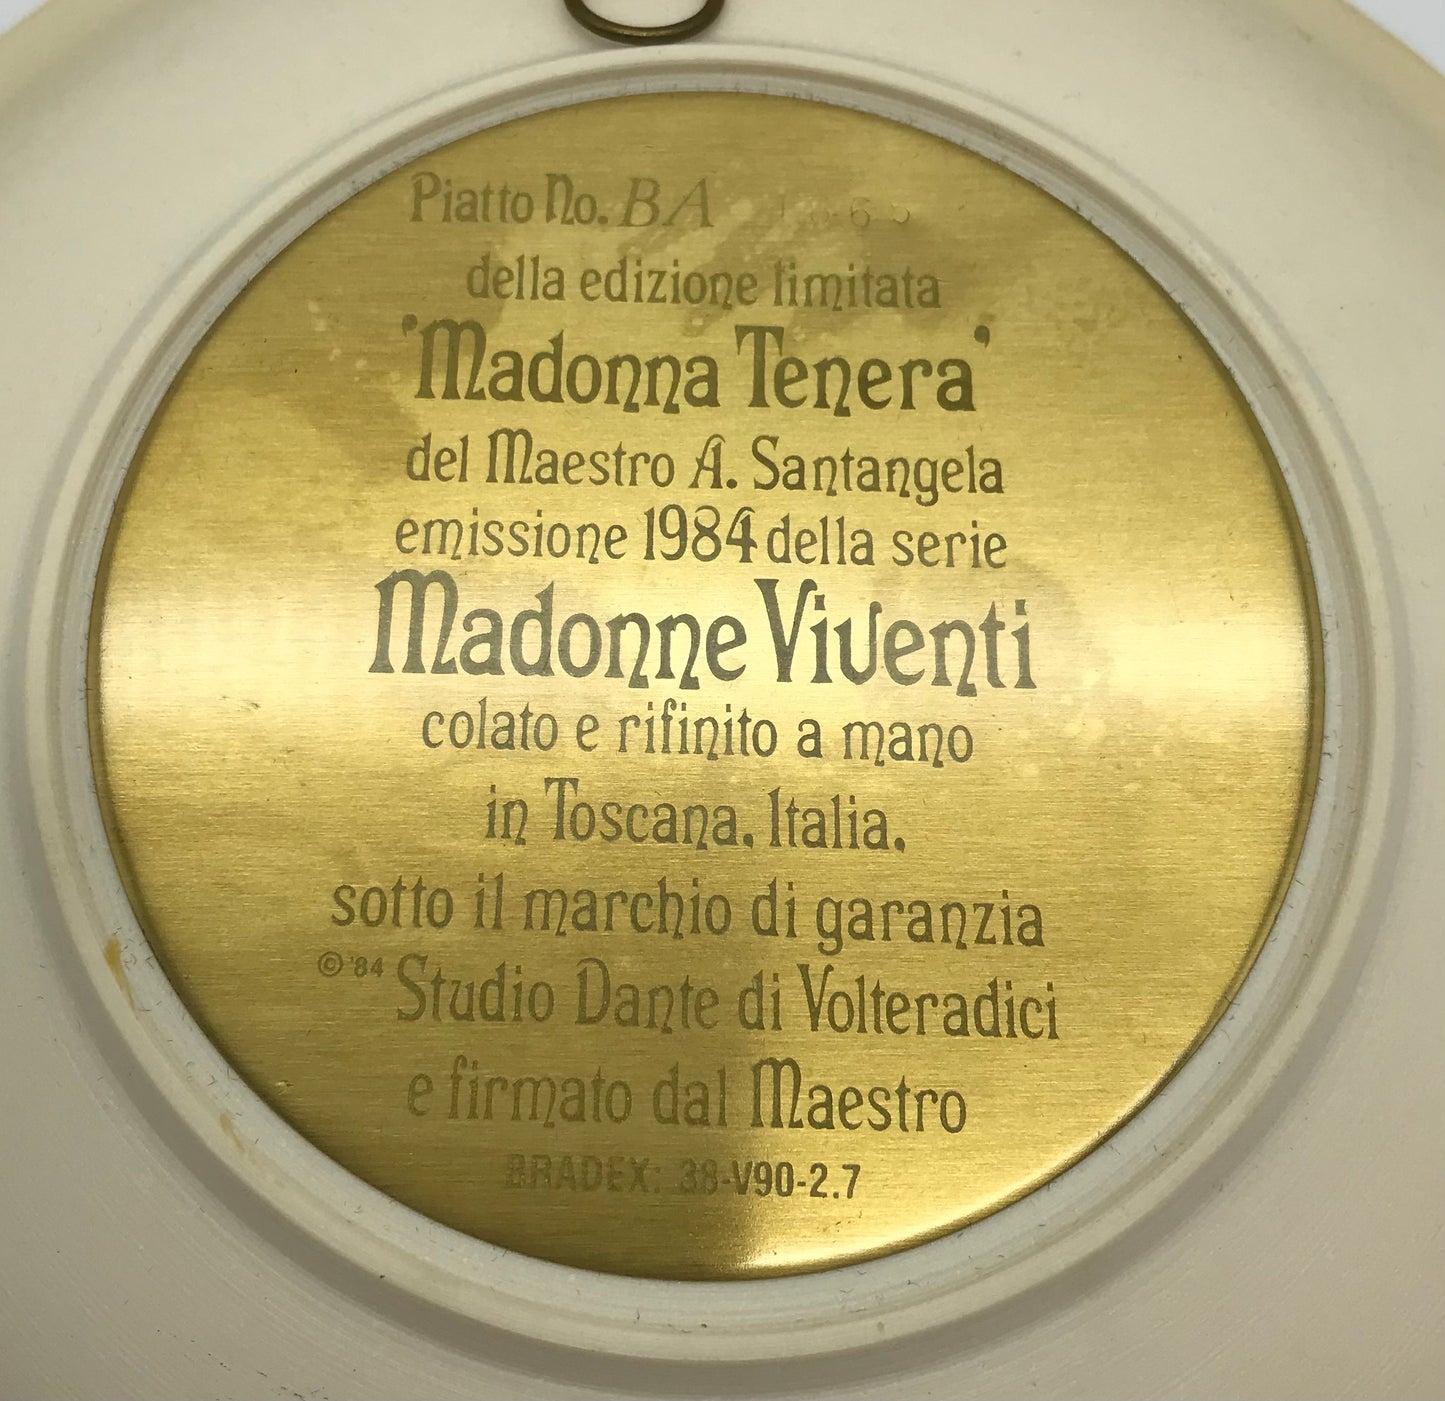 Piatto No. BA
della edizione limitata
'Madonna Tenera'
del Maestro A. Santangela
emissione 1984 della serie
Madonne Viventi
colato e rifinito a mano
in Toscana, Italia,
sotto il marchio di garanzia
©'84 Studio Dante di Volteradici
e firmato dal Maestro
BRADEX: 38-V90-2.7